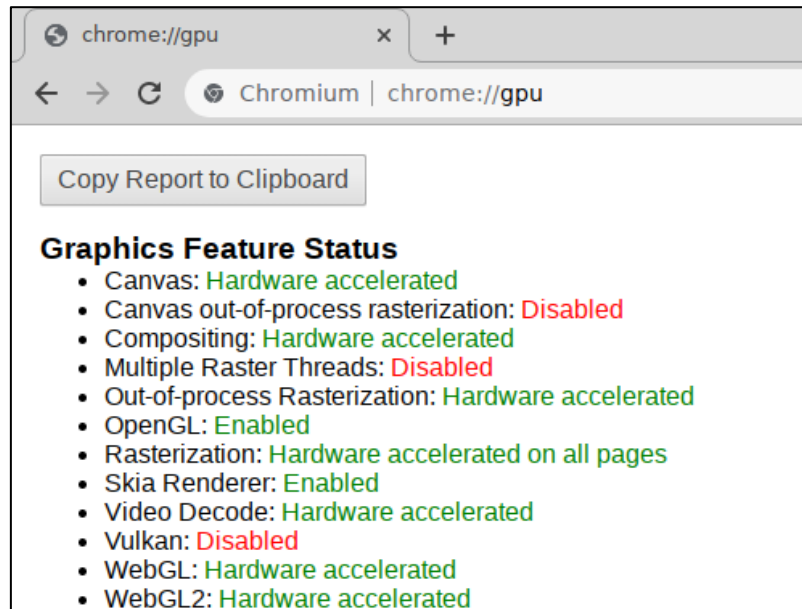 chrome://gpu
Chromium | chrome://gpu
Copy Report to Clipboard
Graphics Feature Status
• Canvas: Hardware accelerated
• Canvas out-of-process rasterization: Disabled
• Compositing: Hardware accelerated
• Multiple Raster Threads: Disabled
• Out-of-process Rasterization: Hardware accelerated
• OpenGL: Enabled
• Rasterization: Hardware accelerated on all pages
• Skia Renderer: Enabled
• Video Decode: Hardware accelerated
• Vulkan: Disabled
• WebGL: Hardware accelerated
• WebGL2: Hardware accelerated